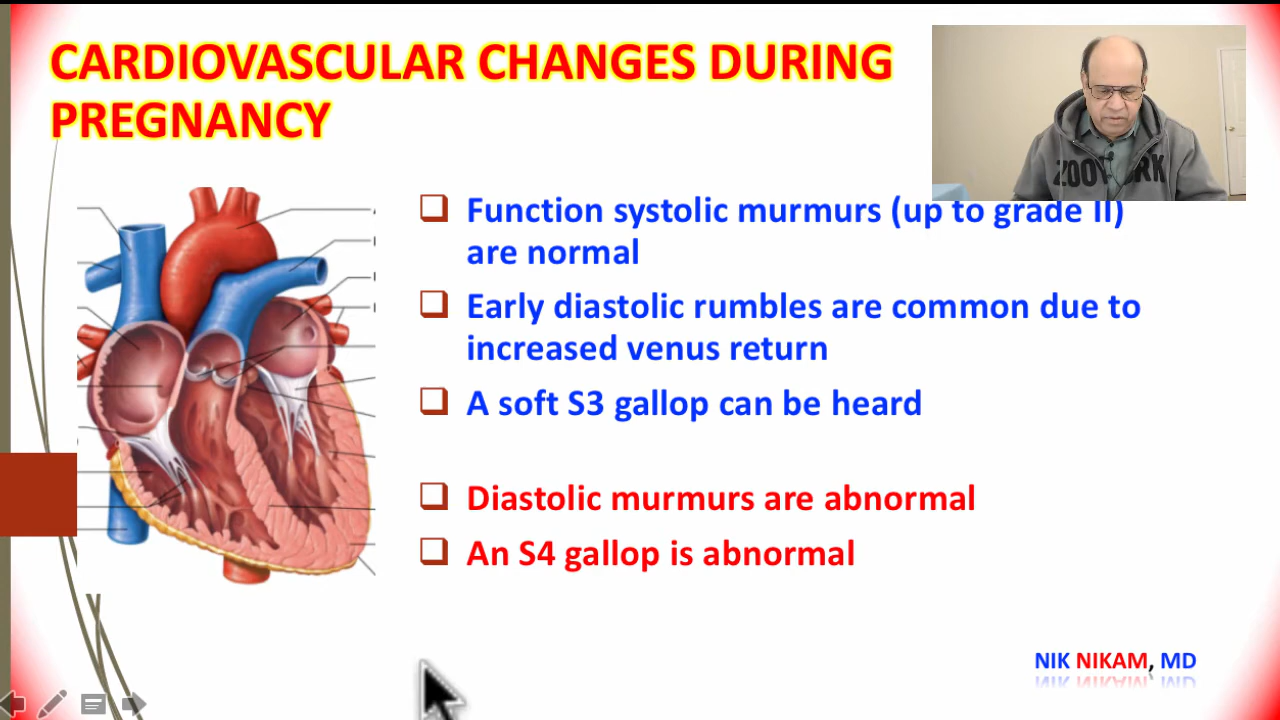 CARDIOVASCULAR CHANGES DURING
PREGNANCY
ZOO YORK
Function systolic murmurs (up to grade II)
are normal
Early diastolic rumbles are common due to
increased venus return
A soft S3 gallop can be heard
Diastolic murmurs are abnormal
An S4 gallop is abnormal
NIK NIKAM, MD